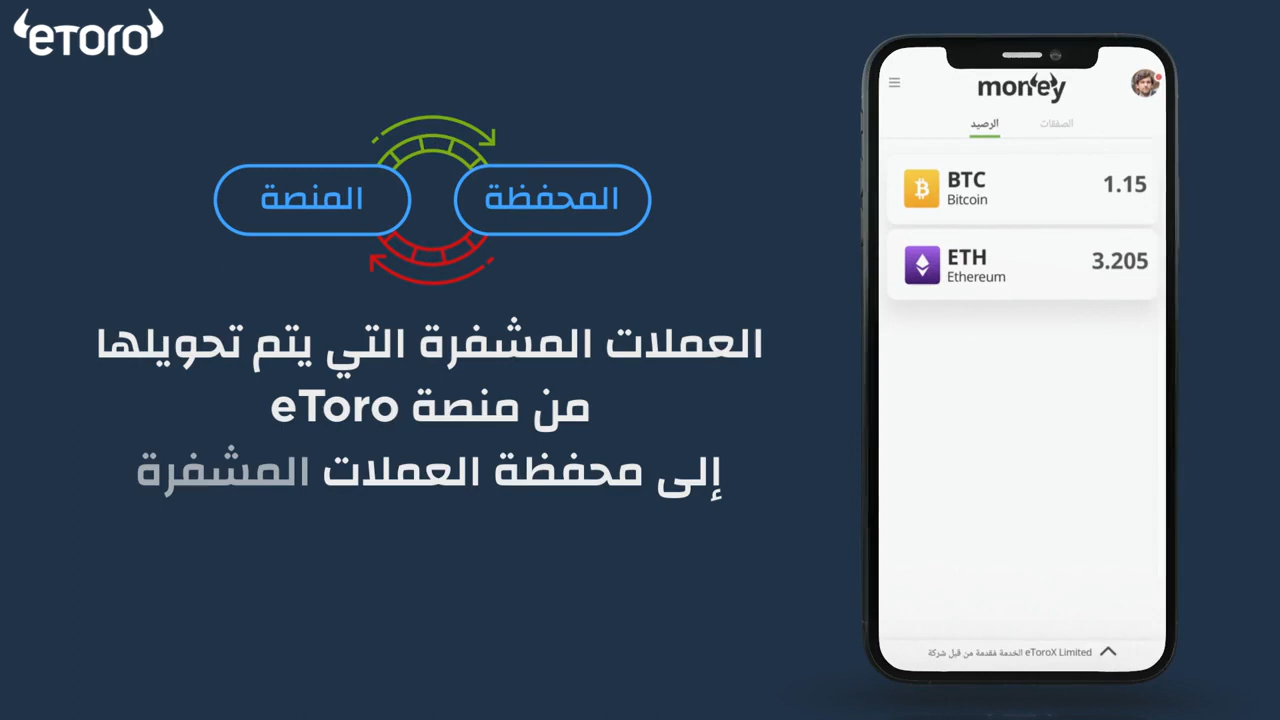 eToro
المنصة
المحفظة
العملات المشفرة التي يتم تحويلها
من منصة eToro
إلى محفظة العملات المشفرة
money
الرصيد
الصفقات
BTC
Bitcoin
1.15
ETH
Ethereum
3.205
الخدمة مُقدمة من قبل شركة eToroX Limited